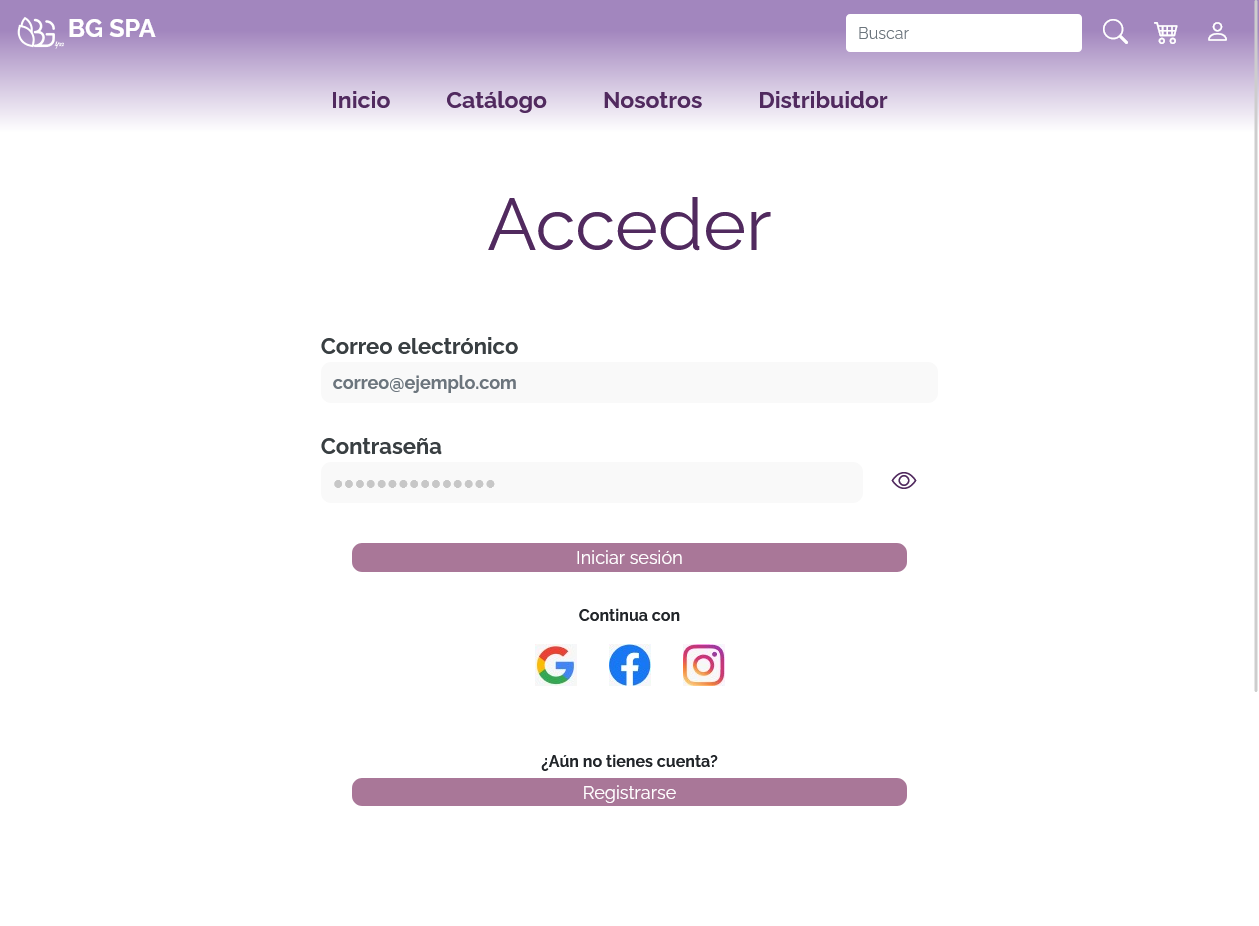 BG SPA
Buscar
Inicio Catálogo Nosotros Distribuidor
Acceder
Correo electrónico
correo@ejemplo.com
Contraseña
Iniciar sesión
Continua con
¿Aún no tienes cuenta?
Registrarse